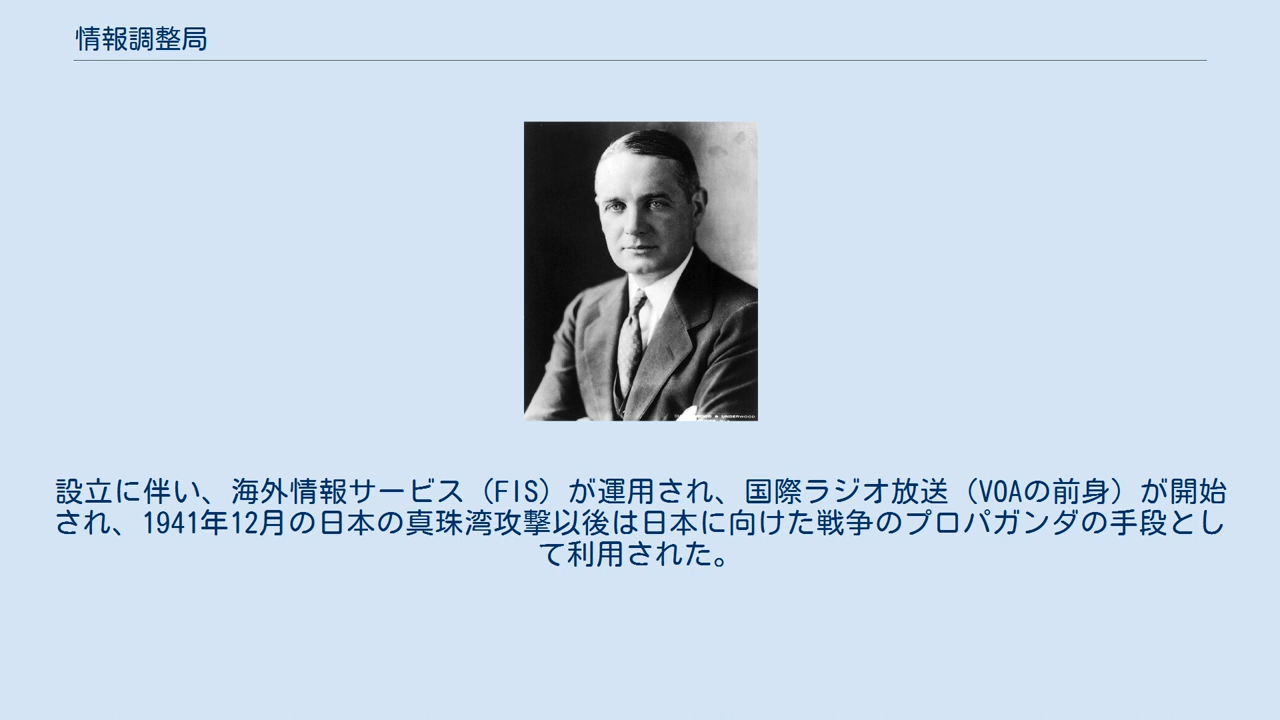 情報調整局
UNDERWOOD
設立に伴い、海外情報サービス（FIS）が運用され、国際ラジオ放送（VOAの前身）が開始
され、1941年12月の日本の真珠湾攻撃以後は日本に向けた戦争のプロパガンダの手段とし
て利用された。